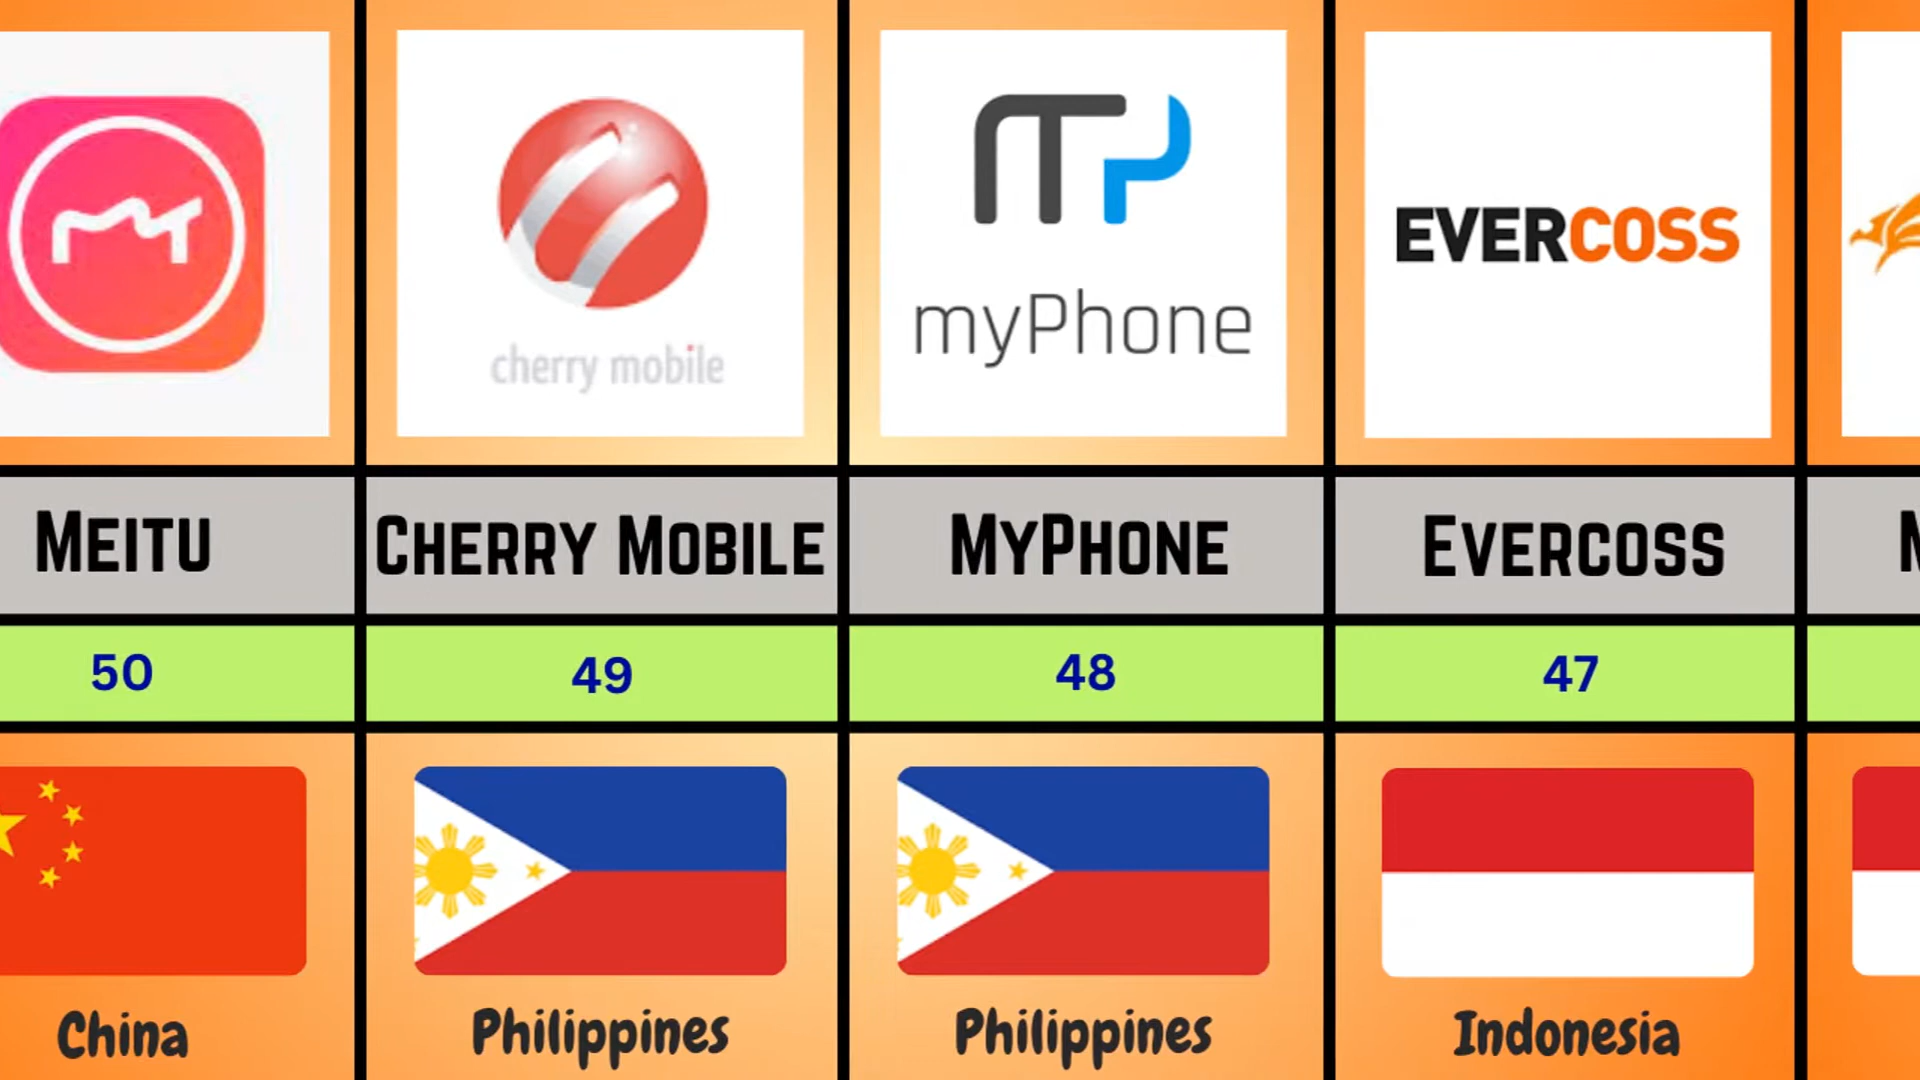 cherry mobile
myPhone
EVERCOSS
MEITU
CHERRY MOBILE
MYPHONE
EVERCOSS
50
49
48
47
China
Philippines
Philippines
Indonesia